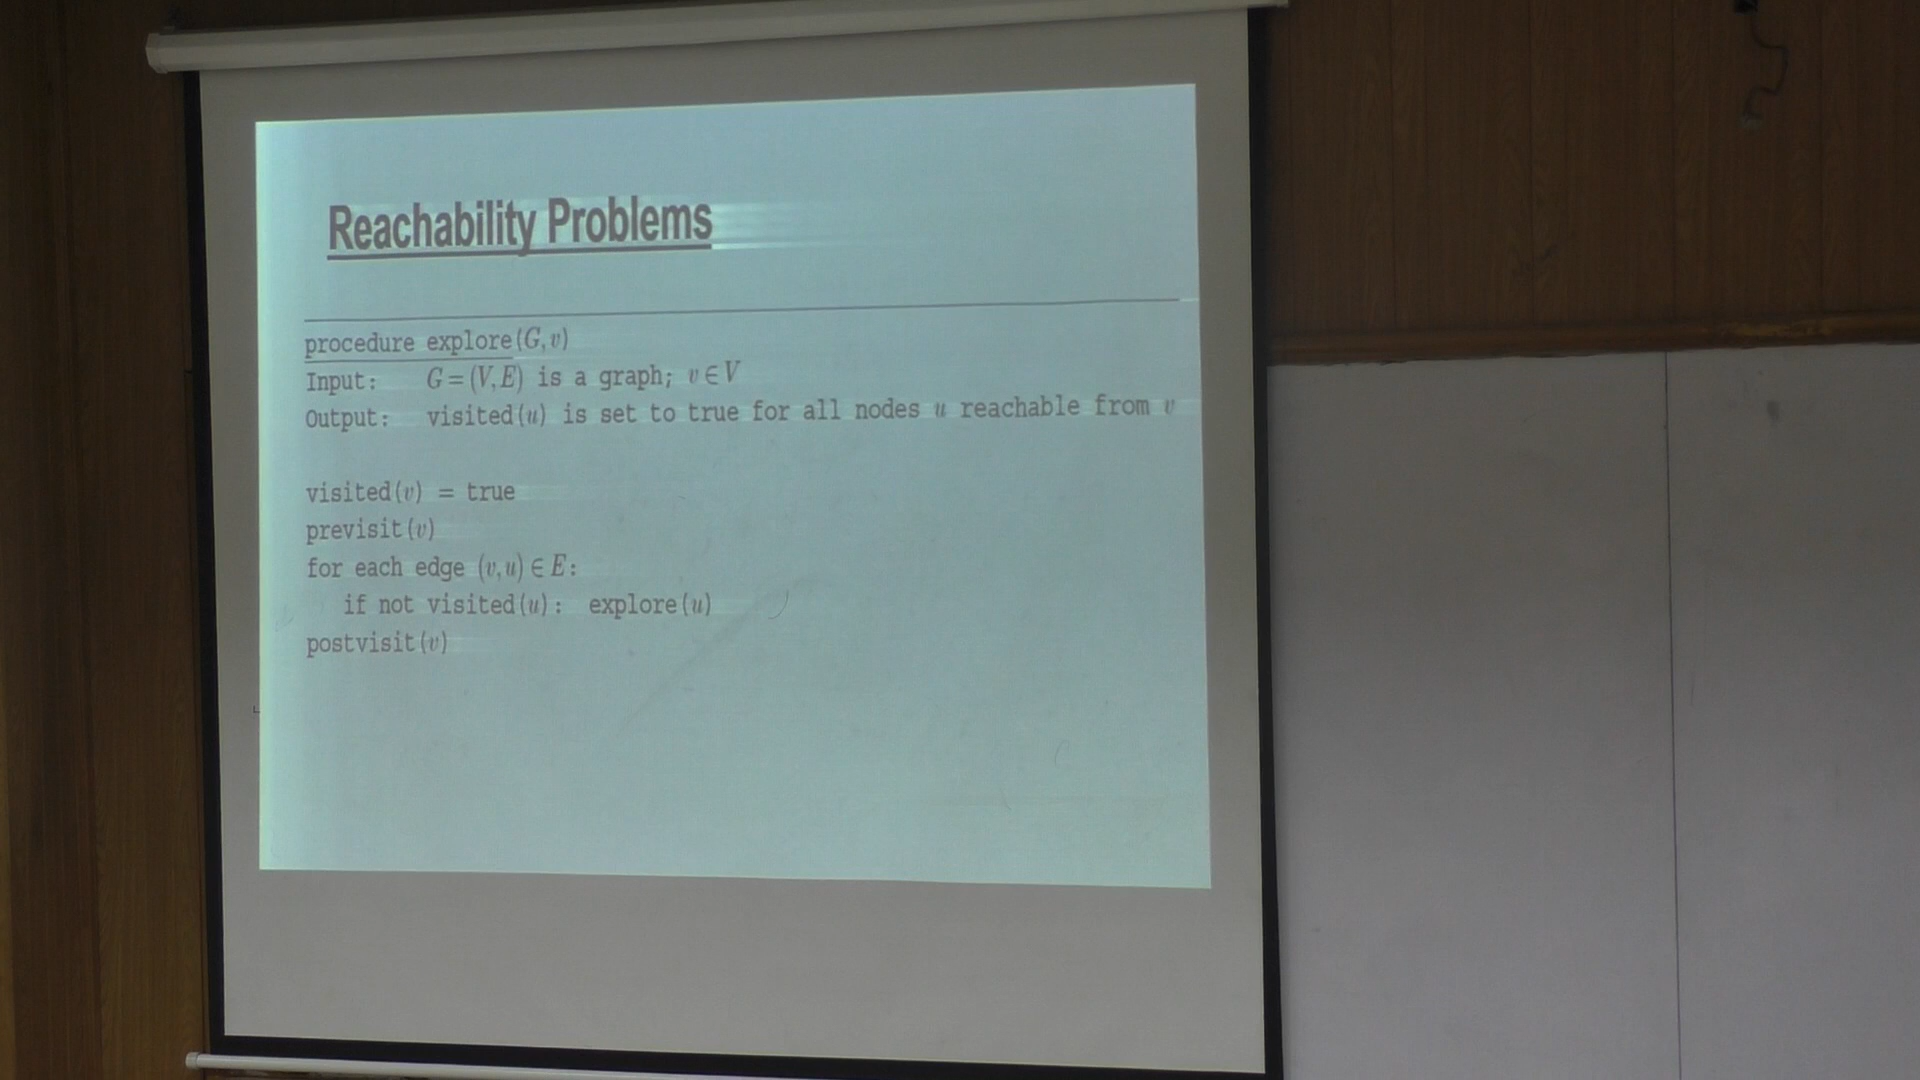 Reachability Problems
procedure explore(G,v)
Input: G=(V,E) is a graph; v∈V
Output: visited(u) is set to true for all nodes u reachable from v
visited(v) = true
previsit(v)
for each edge (v,u)∈E:
if not visited(u): explore(u)
postvisit(v)